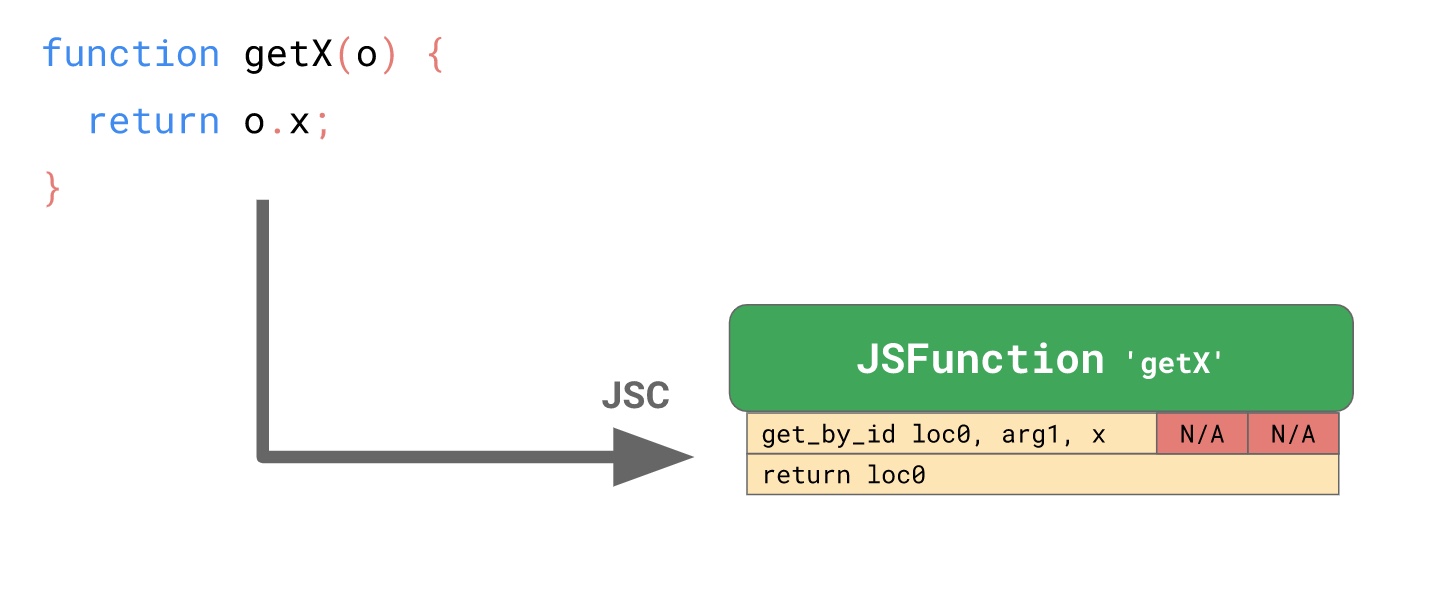 function getX(o) {
  return o.x;
}
JSC
JSFunction 'getX'
get_by_id loc0, arg1, x N/A N/A
return loc0